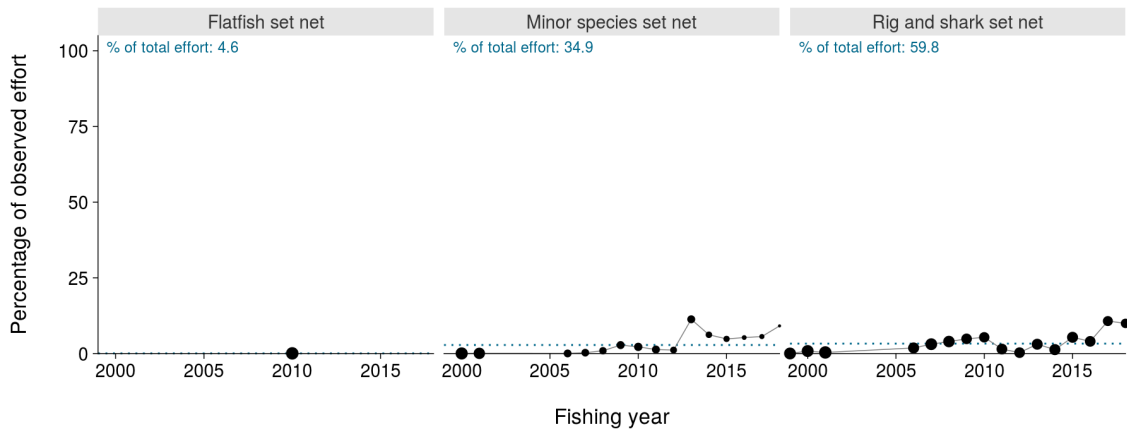 Flatfish set net
Minor species set net
Rig and shark set net
% of total effort: 4.6
% of total effort: 34.9
% of total effort: 59.8
Percentage of observed effort
100
75
50
25
0
2000 2005 2010 2015
2000 2005 2010 2015
2000 2005 2010 2015
Fishing year